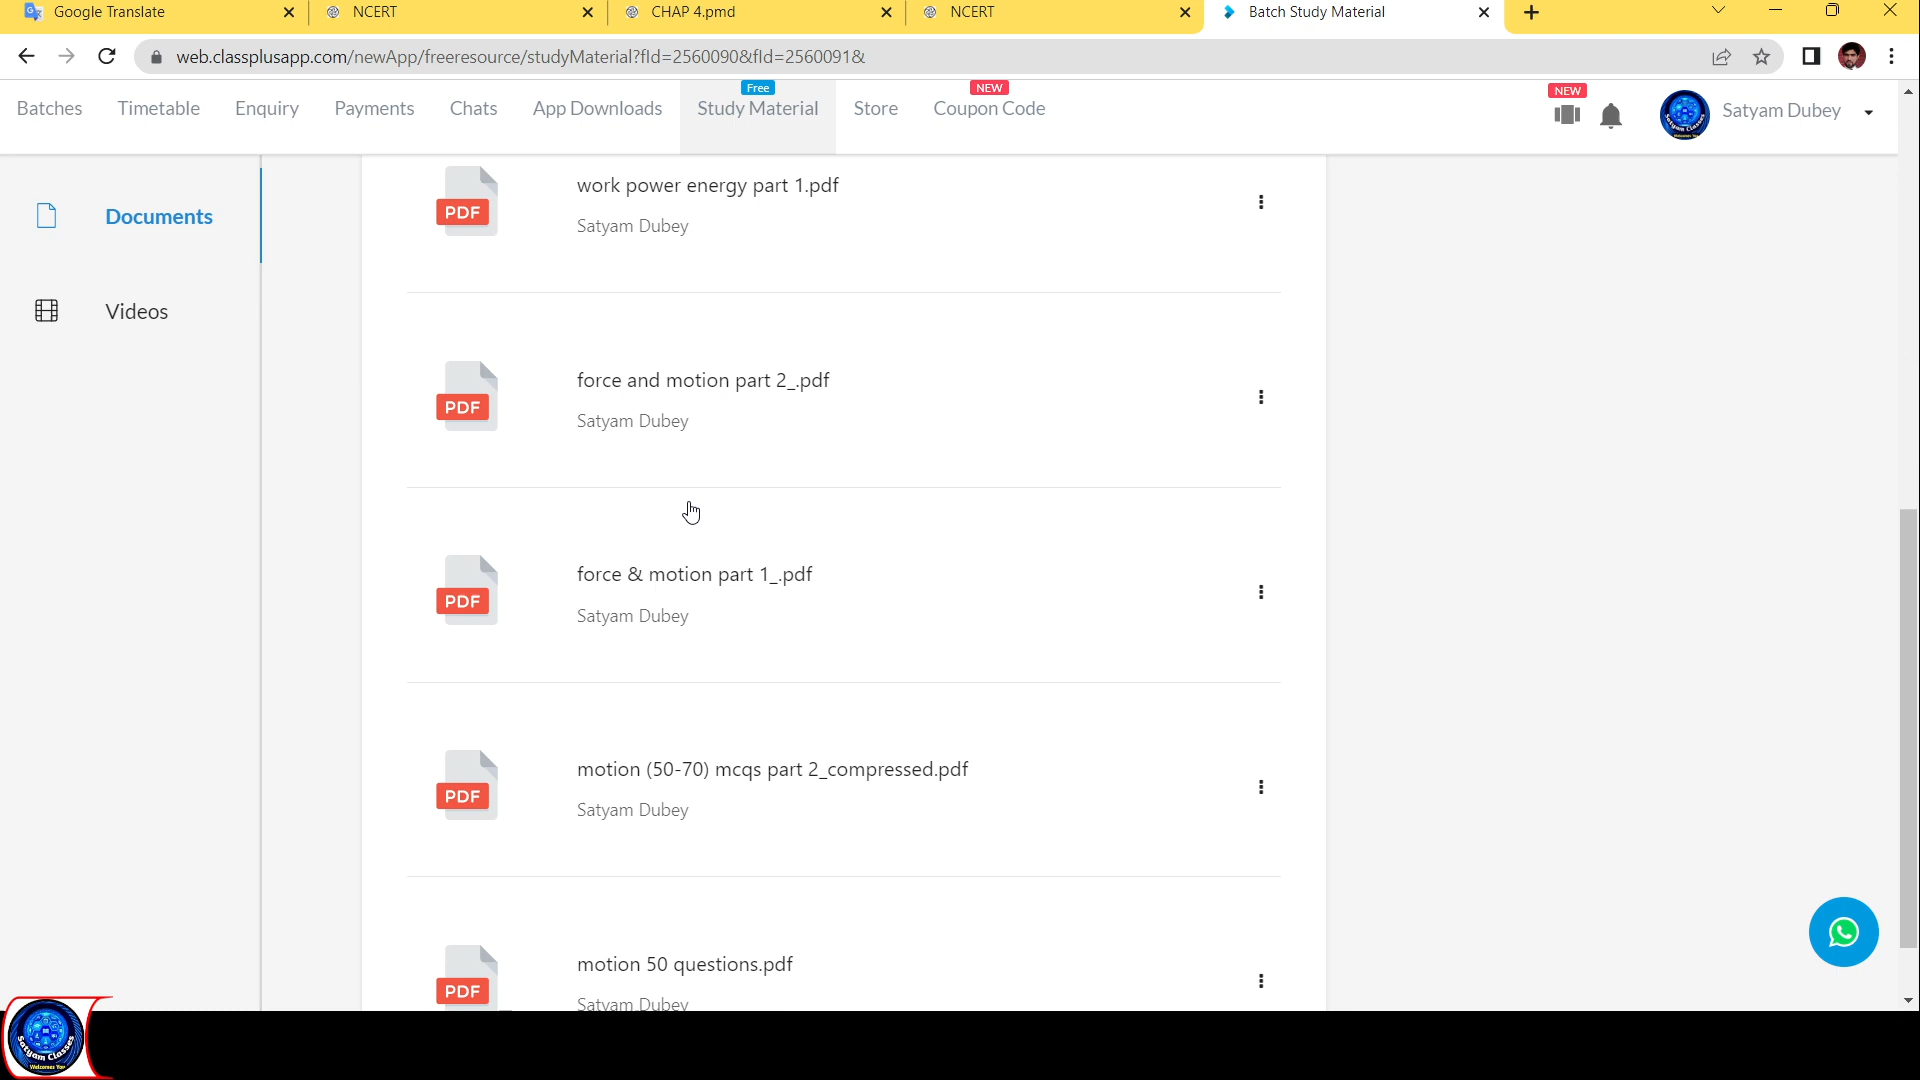 Google Translate
NCERT
CHAP 4.pmd
NCERT
Batch Study Material
web.classplusapp.com/newApp/freeresource/studyMaterial?fId=2560090&fId=2560091&
Free
NEW
NEW
Batches
Timetable
Enquiry
Payments
Chats
App Downloads
Study Material
Store
Coupon Code
Satyam Dubey
Documents
Videos
PDF
work power energy part 1.pdf
Satyam Dubey
PDF
force and motion part 2_.pdf
Satyam Dubey
PDF
force & motion part 1_.pdf
Satyam Dubey
PDF
motion (50-70) mcqs part 2_compressed.pdf
Satyam Dubey
PDF
motion 50 questions.pdf
Satyam Dubey
Satyam Classes
Welcomes You